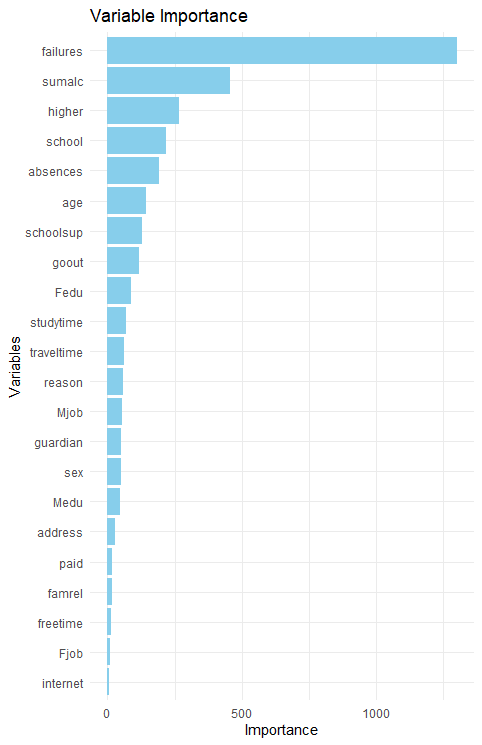 Variable Importance
failures
sumalc
higher
school
absences
age
schoolsup
goout
Fedu
studytime
traveltime
reason
Mjob
guardian
sex
Medu
address
paid
famrel
freetime
Fjob
internet
Variables
0 500 1000
Importance